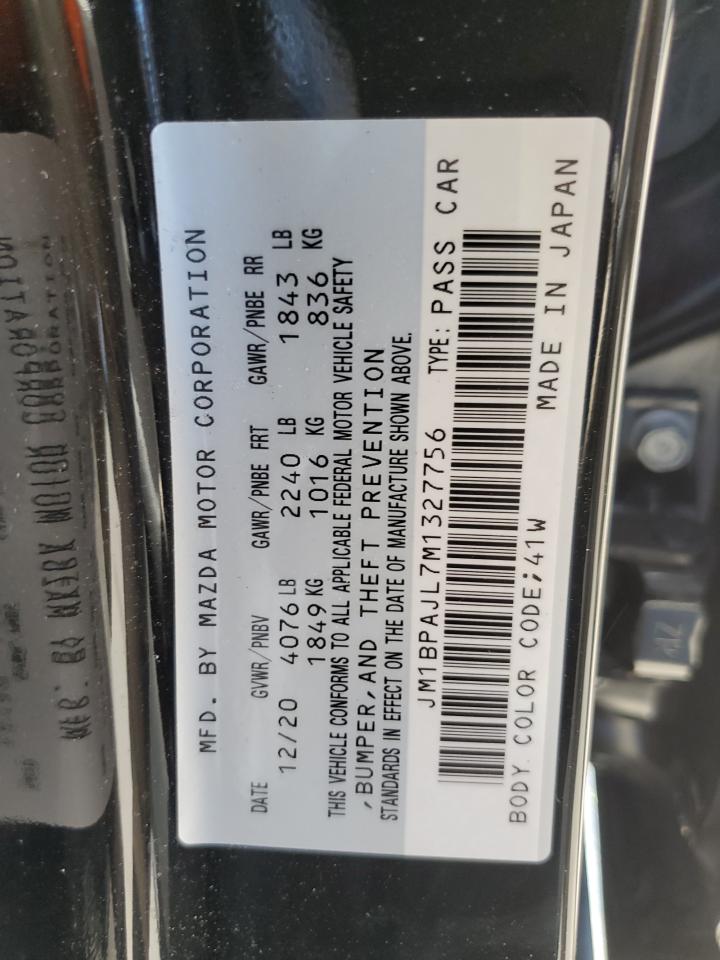 MFD. BY MAZDA MOTOR CORPORATION
DATE GVWR/PNBV GAWR/PNBE FRT GAWR/PNBE RR
12/20 4076 LB 2240 LB 1843 LB
1849 KG 1016 KG 836 KG
THIS VEHICLE CONFORMS TO ALL APPLICABLE FEDERAL MOTOR VEHICLE SAFETY
,BUMPER,AND THEFT PREVENTION
STANDARDS IN EFFECT ON THE DATE OF MANUFACTURE SHOWN ABOVE.
JM1BPAJL7M1327756 TYPE: PASS CAR
BODY COLOR CODE;41W MADE IN JAPAN